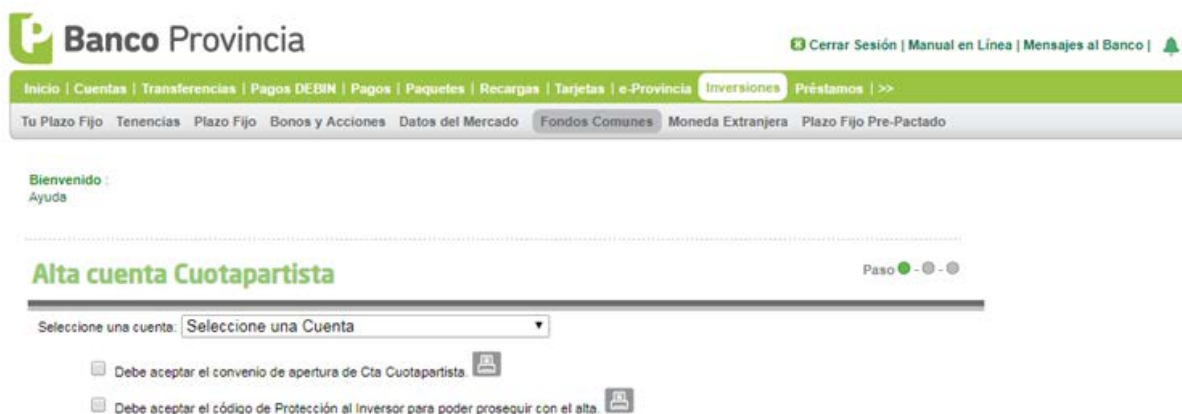 Banco Provincia
Cerrar Sesión | Manual en Línea | Mensajes al Banco |
Inicio | Cuentas | Transferencias | Pagos DEBIN | Pagos | Paquetes | Recargas | Tarjetas | e-Provincia Inversiones Préstamos | >>
Tu Plazo Fijo Tenencias Plazo Fijo Bonos y Acciones Datos del Mercado Fondos Comunes Moneda Extranjera Plazo Fijo Pre-Pactado
Bienvenido :
Ayuda
Alta cuenta Cuotapartista
Paso - -
Seleccione una cuenta: Seleccione una Cuenta
Debe aceptar el convenio de apertura de Cta Cuotapartista.
Debe aceptar el código de Protección al Inversor para poder proseguir con el alta.